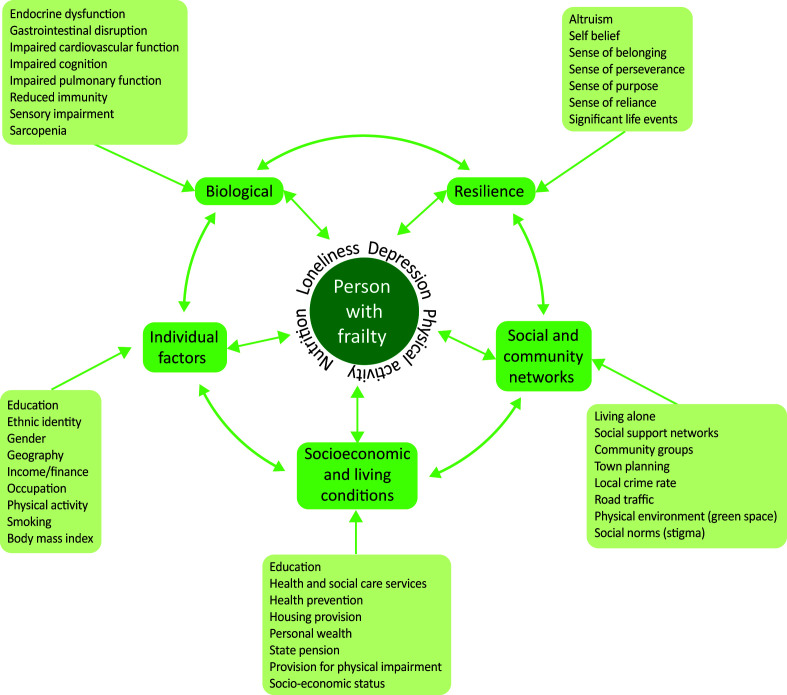 Endocrine dysfunction
Gastrointestinal disruption
Impaired cardiovascular function
Impaired cognition
Impaired pulmonary function
Reduced immunity
Sensory impairment
Sarcopenia
Altruism
Self belief
Sense of belonging
Sense of perseverance
Sense of purpose
Sense of reliance
Significant life events
Biological
Resilience
Loneliness
Depression
Physical activity
Nutrition
Person
with
frailty
Individual
factors
Social and
community
networks
Socioeconomic
and living
conditions
Education
Ethnic identity
Gender
Geography
Income/finance
Occupation
Physical activity
Smoking
Body mass index
Living alone
Social support networks
Community groups
Town planning
Local crime rate
Road traffic
Physical environment (green space)
Social norms (stigma)
Education
Health and social care services
Health prevention
Housing provision
Personal wealth
State pension
Provision for physical impairment
Socio-economic status